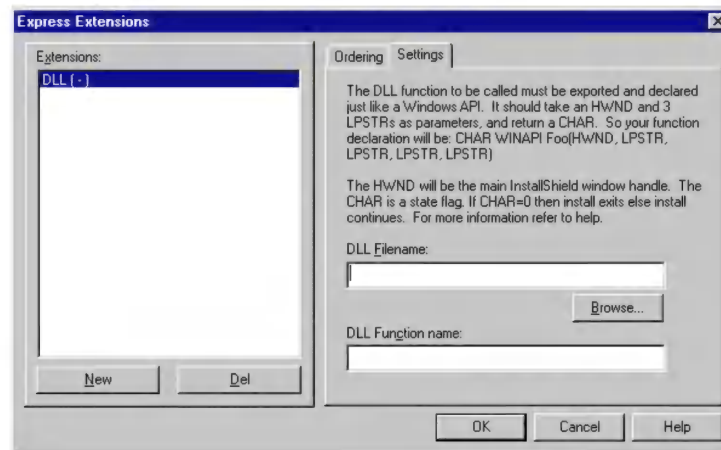 Express Extensions
Extensions:
DLL ( - )
New
Del
Ordering
Settings
The DLL function to be called must be exported and declared
just like a Windows API. It should take an HWND and 3
LPSTRs as parameters, and return a CHAR. So your function
declaration will be: CHAR WINAPI Foo(HWND, LPSTR,
LPSTR, LPSTR, LPSTR)
The HWND will be the main InstallShield window handle. The
CHAR is a state flag. If CHAR=0 then install exits else install
continues. For more information refer to help.
DLL Filename:
Browse...
DLL Function name:
OK
Cancel
Help